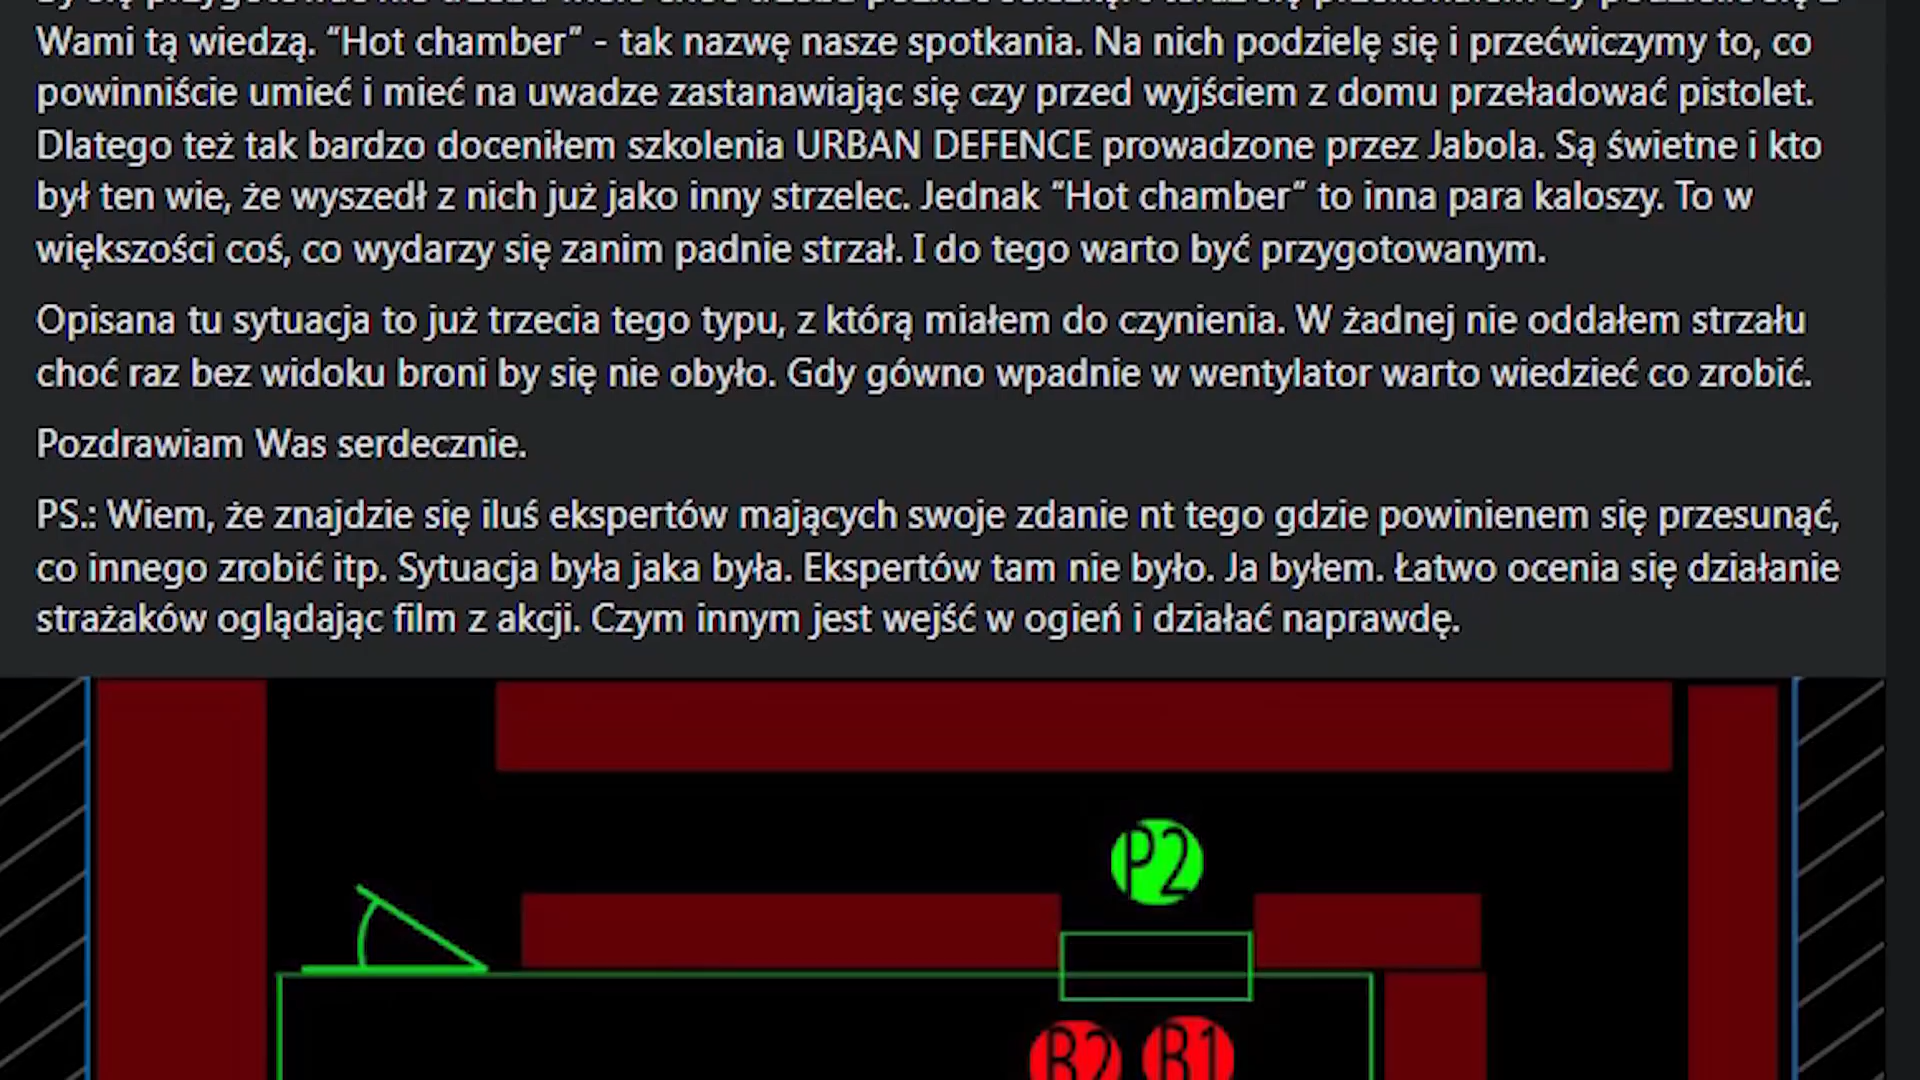 Wami tą wiedzą. “Hot chamber” - tak nazwę nasze spotkania. Na nich podzielę się i przećwiczymy to, co
powinniście umieć i mieć na uwadze zastanawiając się czy przed wyjściem z domu przeładować pistolet.
Dlatego też tak bardzo doceniłem szkolenia URBAN DEFENCE prowadzone przez Jabola. Są świetne i kto
był ten wie, że wyszedł z nich już jako inny strzelec. Jednak “Hot chamber” to inna para kaloszy. To w
większości coś, co wydarzy się zanim padnie strzał. I do tego warto być przygotowanym.
Opisana tu sytuacja to już trzecia tego typu, z którą miałem do czynienia. W żadnej nie oddałem strzału
choć raz bez widoku broni by się nie obyło. Gdy gówno wpadnie w wentylator warto wiedzieć co zrobić.
Pozdrawiam Was serdecznie.
PS.: Wiem, że znajdzie się iluś ekspertów mających swoje zdanie nt tego gdzie powinienem się przesunąć,
co innego zrobić itp. Sytuacja była jaka była. Ekspertów tam nie było. Ja byłem. Łatwo ocenia się działanie
strażaków oglądając film z akcji. Czym innym jest wejść w ogień i działać naprawdę.
P2
B2 B1